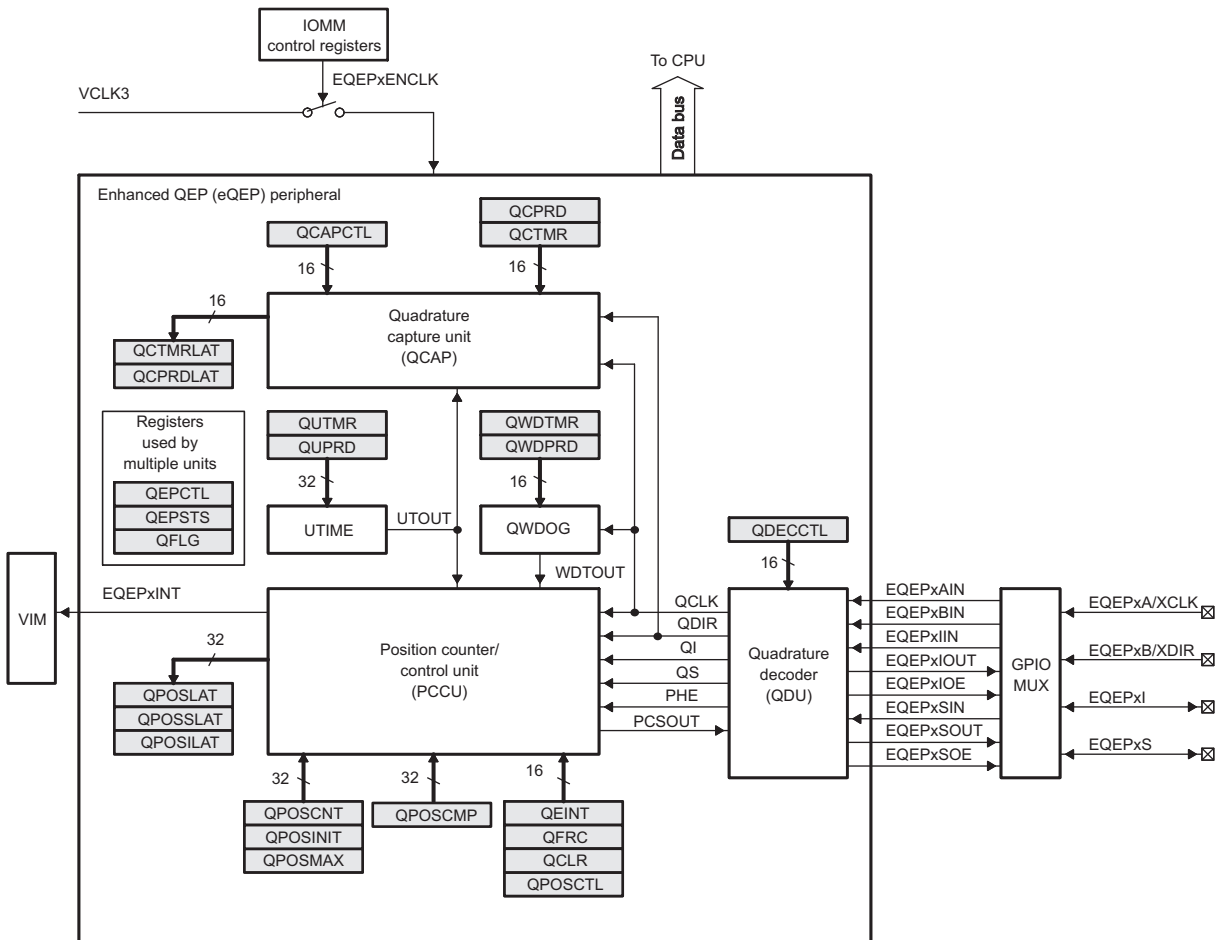 IOMM
control registers
EQEPxENCLK
VCLK3
To CPU
Data bus
Enhanced QEP (eQEP) peripheral
QCAPCTL
16
QCPRD
QCTMR
16
16
Quadrature
capture unit
(QCAP)
QCTMRLAT
QCPRDLAT
Registers
used by
multiple units
QEPCTL
QEPSTS
QFLG
QUTMR
QUPRD
32
UTIME
UTOUT
QWDTMR
QWDPRD
16
QWDOG
WDTOUT
QDECCTL
16
VIM
EQEPxINT
32
QPOSLAT
QPOSSLAT
QPOSILAT
Position counter/
control unit
(PCCU)
QCLK
QDIR
QI
QS
PHE
PCSOUT
Quadrature
decoder
(QDU)
EQEPxAIN
EQEPxBIN
EQEPxIIN
EQEPxIOUT
EQEPxIOE
EQEPxSIN
EQEPxSOUT
EQEPxSOE
GPIO
MUX
EQEPxA/XCLK
EQEPxB/XDIR
EQEPxI
EQEPxS
32
QPOSCNT
QPOSINIT
QPOSMAX
32
QPOSCMP
16
QEINT
QFRC
QCLR
QPOSCTL